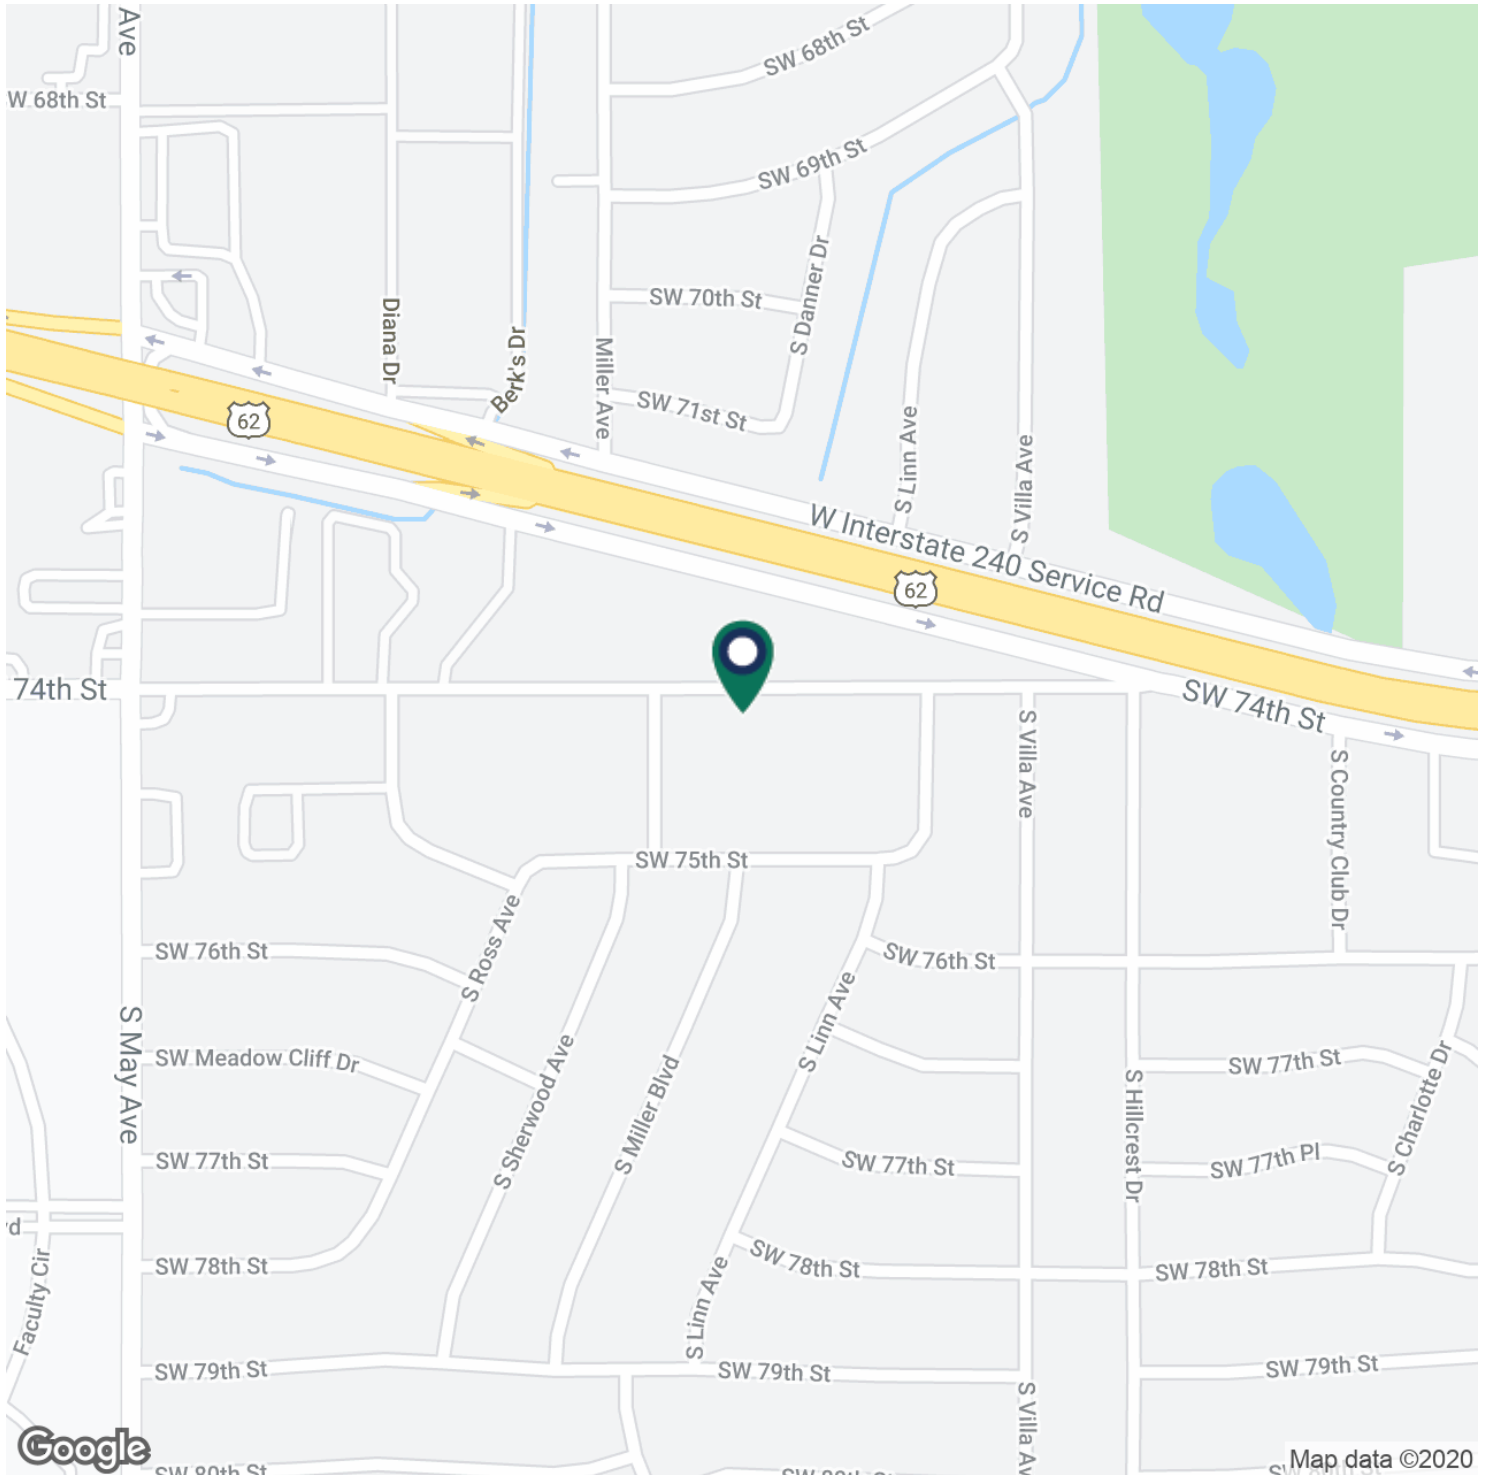 Ave
SW 68th St
W 68th St
SW 69th St
S Danner Dr
SW 70th St
Diana Dr
Berk's Dr
Miller Ave
SW 71st St
S Linn Ave
S Villa Ave
62
W Interstate 240 Service Rd
62
74th St
SW 74th St
S Villa Ave
S Country Club Dr
SW 75th St
S Ross Ave
SW 76th St
SW 76th St
S Linn Ave
S May Ave
SW Meadow Cliff Dr
S Sherwood Ave
S Miller Blvd
SW 77th St
S Hillcrest Dr
S Charlotte Dr
SW 77th St
SW 77th St
SW 77th Pl
rd
Faculty Cir
SW 78th St
SW 78th St
SW 78th St
S Linn Ave
SW 79th St
SW 79th St
SW 79th St
S Villa Av
Google
Map data ©2020
SW 80th St